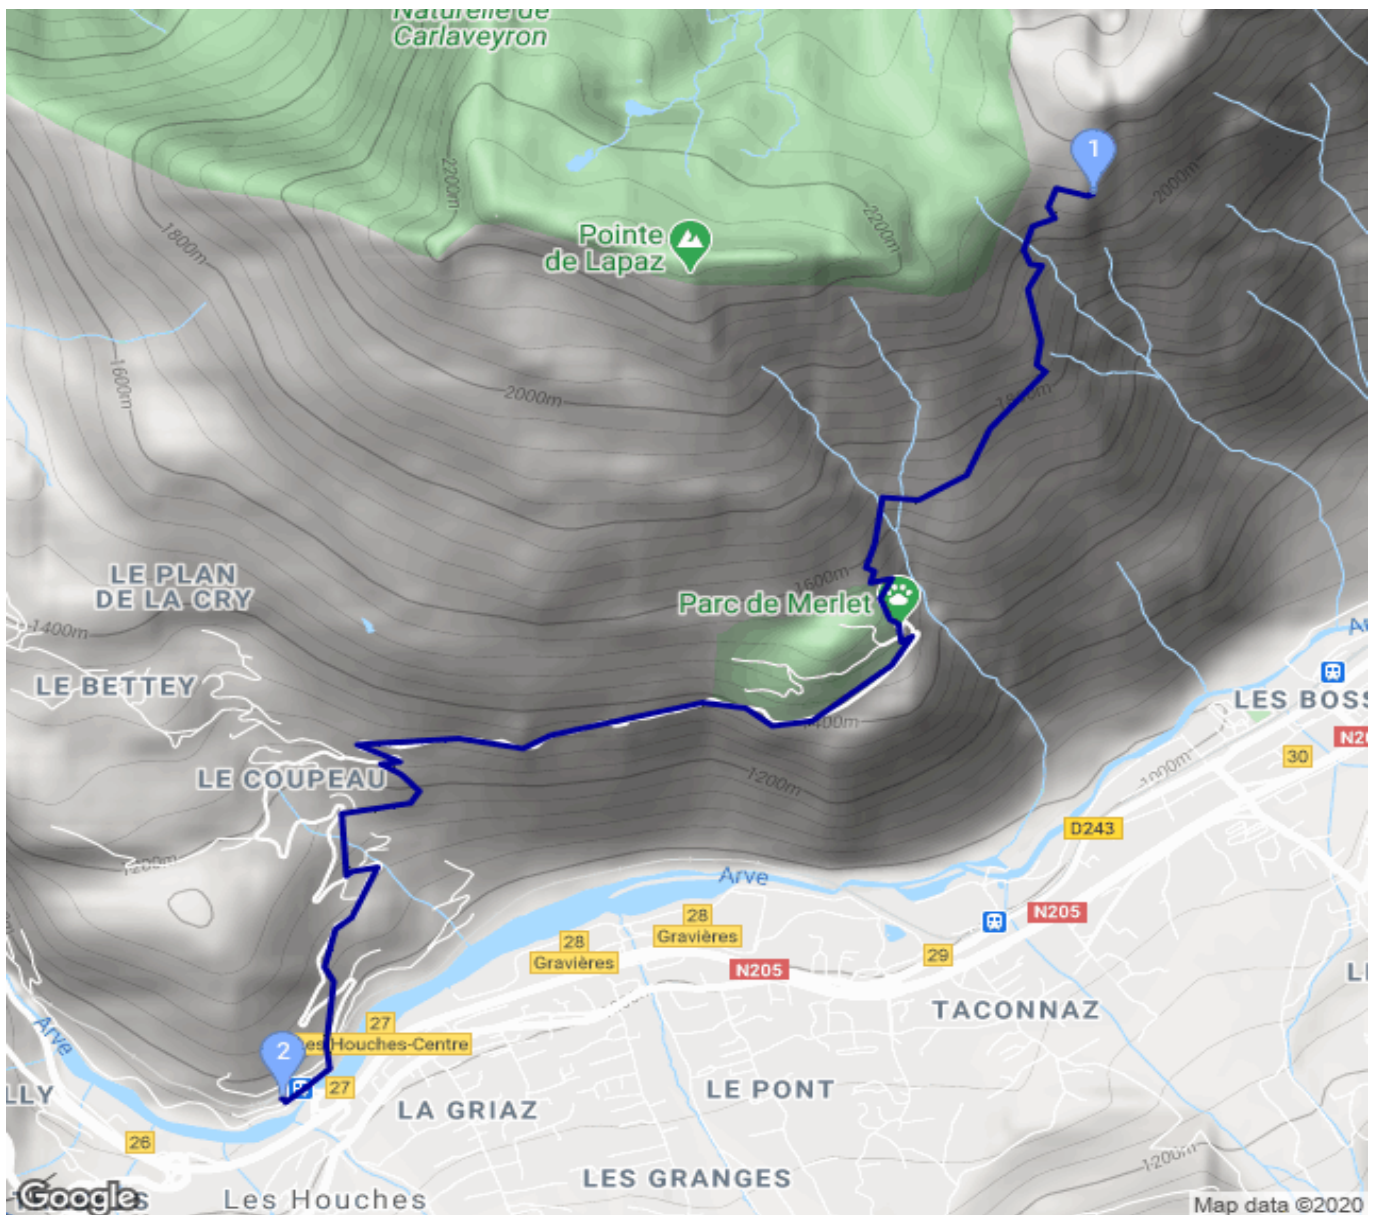 Naturelle de
Carlaveyron
1
2200m
2000m
2200m
1800m
Pointe
de Lapaz
1600m
2000m
1600m
LE PLAN
DE LA CRY
Parc de Merlet
1400m
LE BETTEY
LES BOSS
1400m
N20
30
LE COUPEAU
1200m
1000m
D243
1200m
Arve
28
Gravières
N205
28
Gravières
29
N205
TACONNAZ
Arve
27
Les Houches-Centre
2
27
LE PONT
LLY
LA GRIAZ
26
1200m
LES GRANGES
Google
Les Houches
Map data ©2020